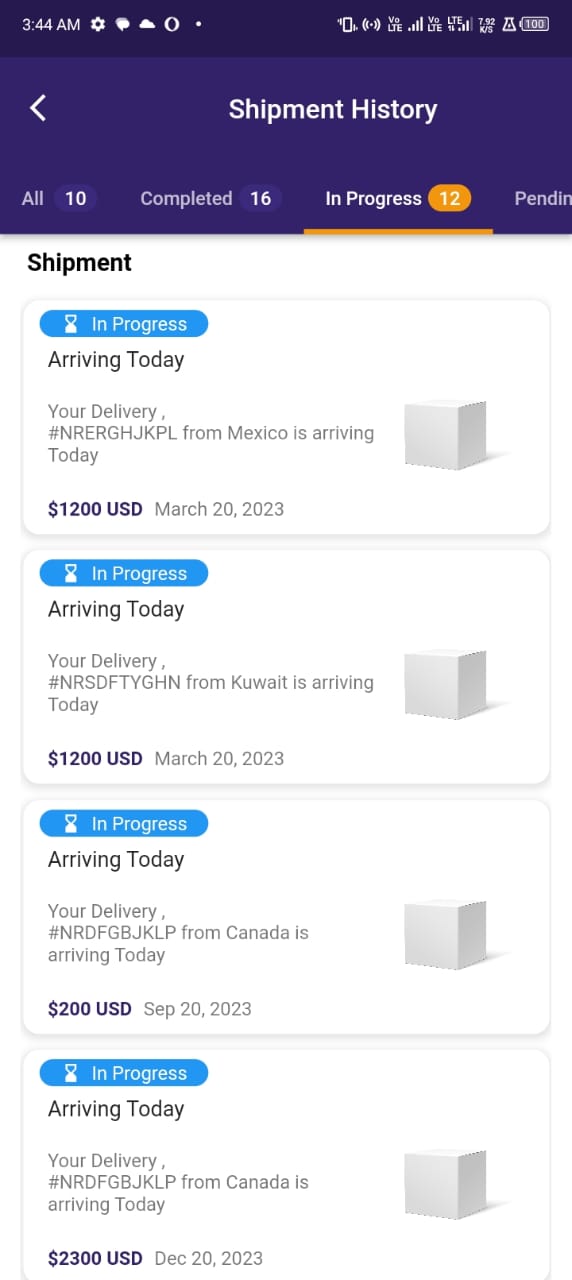 3:44 AM
Vo LTE Vo LTE LTE 7.92 K/S 100
Shipment History
All 10 Completed 16 In Progress 12 Pendin
Shipment
In Progress
Arriving Today
Your Delivery ,
#NRERGHJKPL from Mexico is arriving
Today
$1200 USD March 20, 2023
In Progress
Arriving Today
Your Delivery ,
#NRSDFTYGHN from Kuwait is arriving
Today
$1200 USD March 20, 2023
In Progress
Arriving Today
Your Delivery ,
#NRDFGBJKLP from Canada is
arriving Today
$200 USD Sep 20, 2023
In Progress
Arriving Today
Your Delivery ,
#NRDFGBJKLP from Canada is
arriving Today
$2300 USD Dec 20, 2023